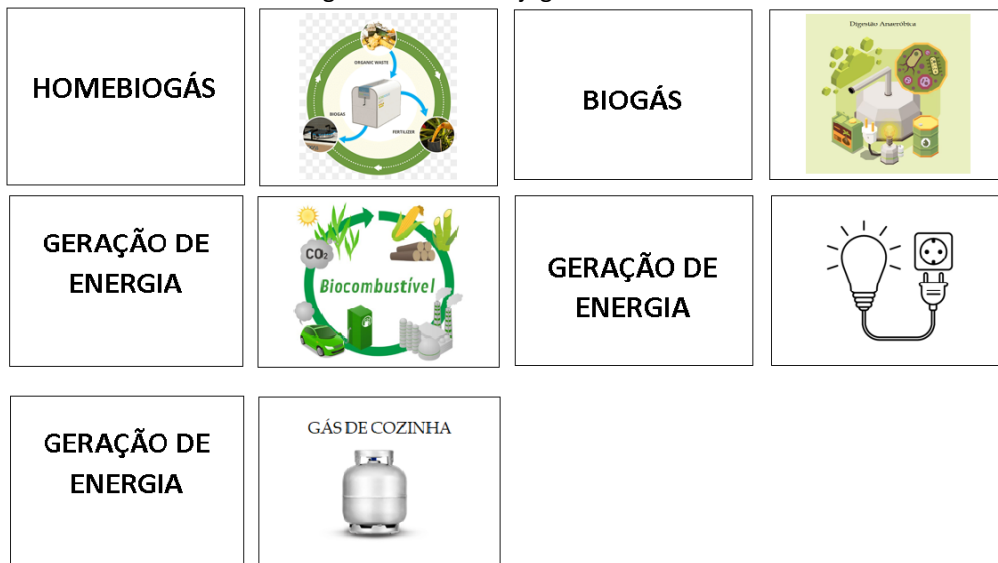 HOMEBIOGÁS
ORGANIC WASTE
BIOGAS
FERTILIZER
BIOGÁS
Digestão Anaeróbica
GERAÇÃO DE
ENERGIA
CO₂
Biocombustível
GERAÇÃO DE
ENERGIA
GERAÇÃO DE
ENERGIA
GÁS DE COZINHA